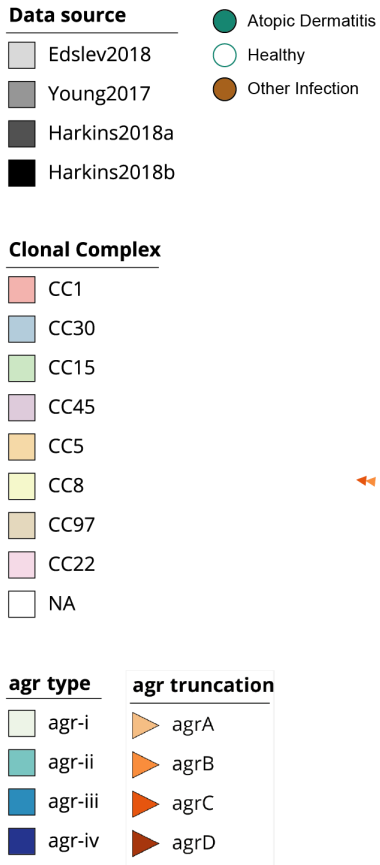 Data source
Edslev2018
Young2017
Harkins2018a
Harkins2018b
Atopic Dermatitis
Healthy
Other Infection
Clonal Complex
CC1
CC30
CC15
CC45
CC5
CC8
CC97
CC22
NA
agr type
agr-i
agr-ii
agr-iii
agr-iv
agr truncation
agrA
agrB
agrC
agrD